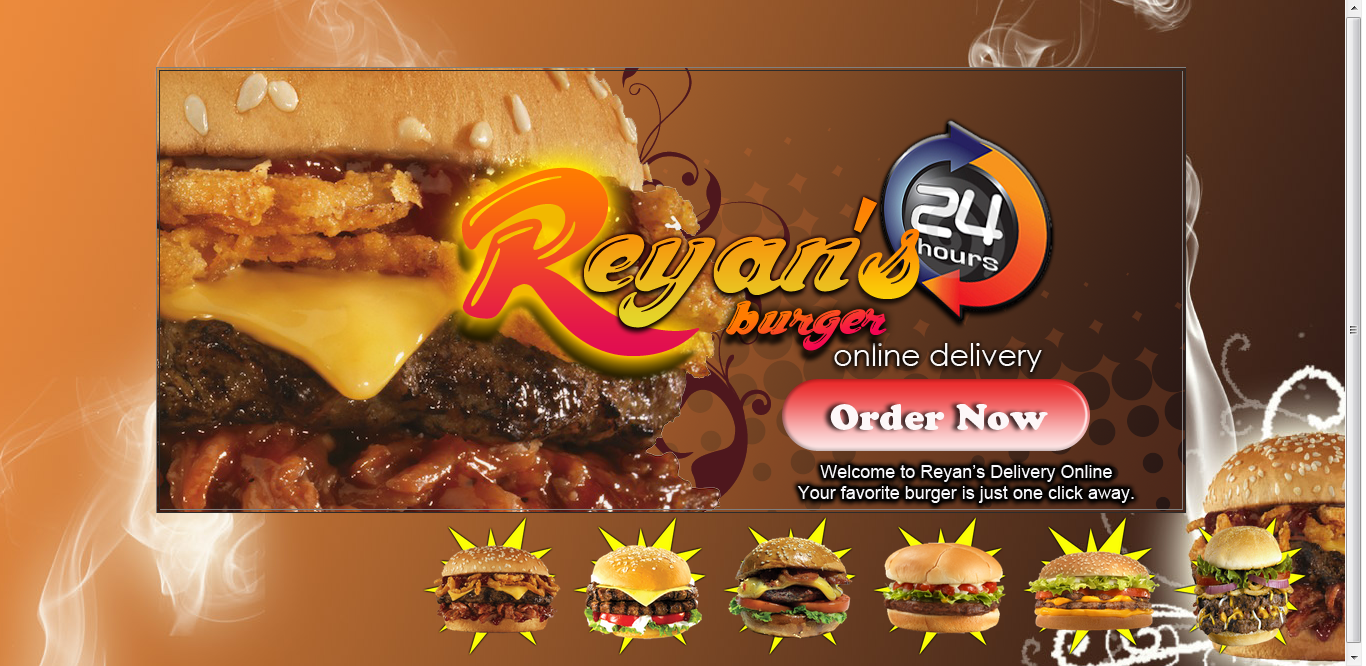 24
hours
Reyan's
burger
online delivery
Order Now
Welcome to Reyan's Delivery Online
Your favorite burger is just one click away.